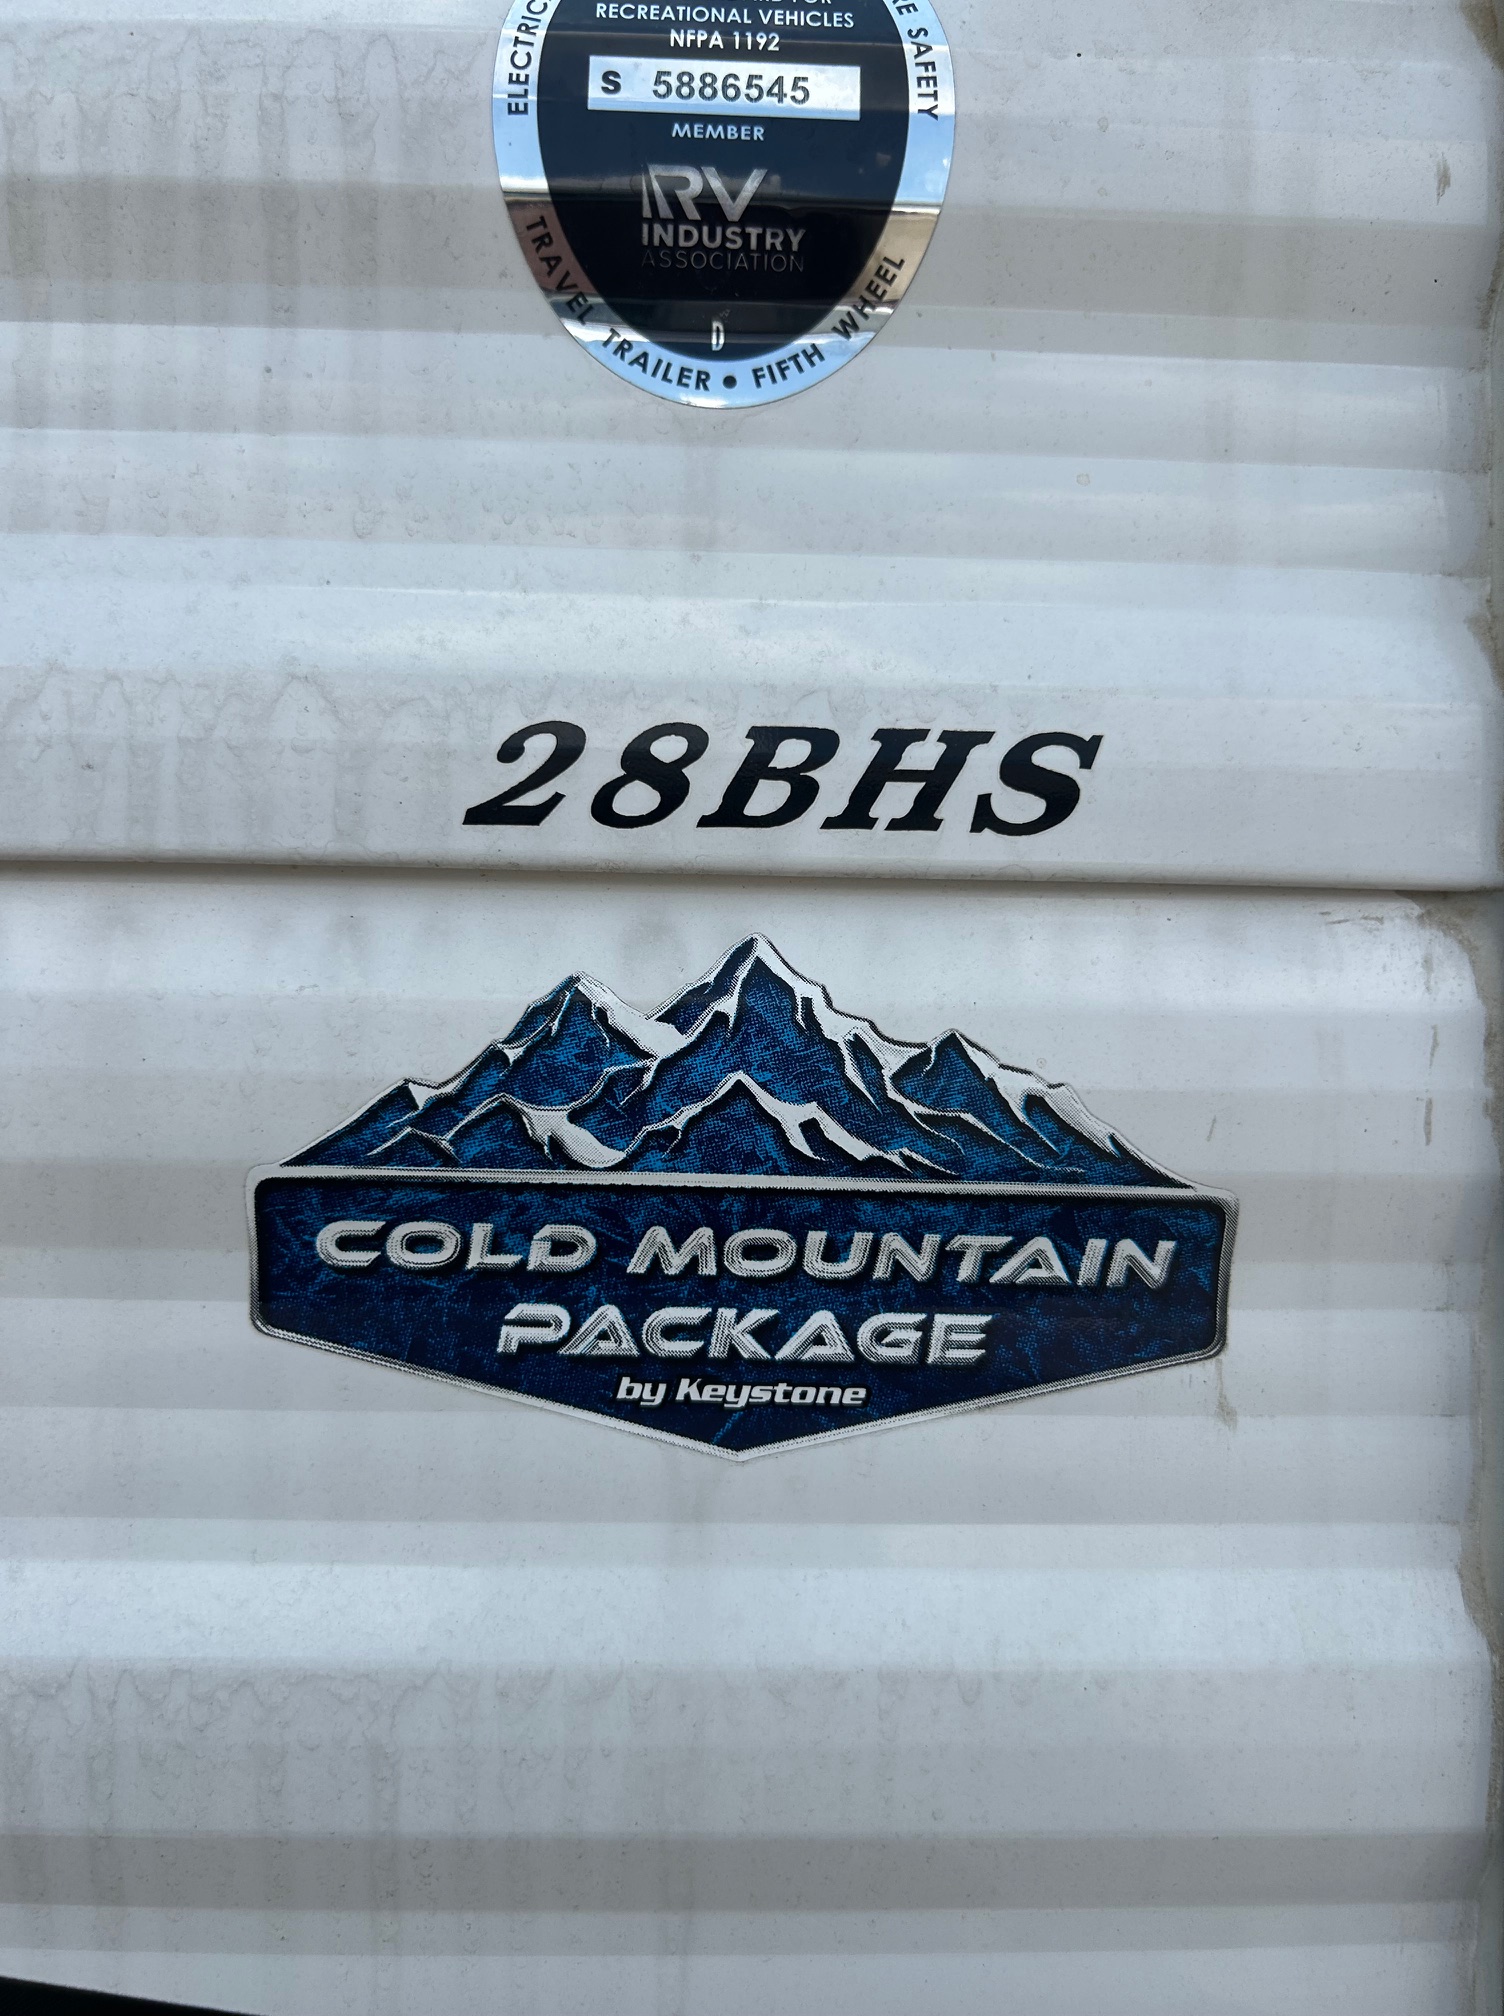 RECREATIONAL VEHICLES
NFPA 1192
S 5886545
MEMBER
RV
INDUSTRY
ASSOCIATION
D
SAFETY
TRAVEL TRAILER • FIFTH WHEEL
28BHS
COLD MOUNTAIN
PACKAGE
by Keystone